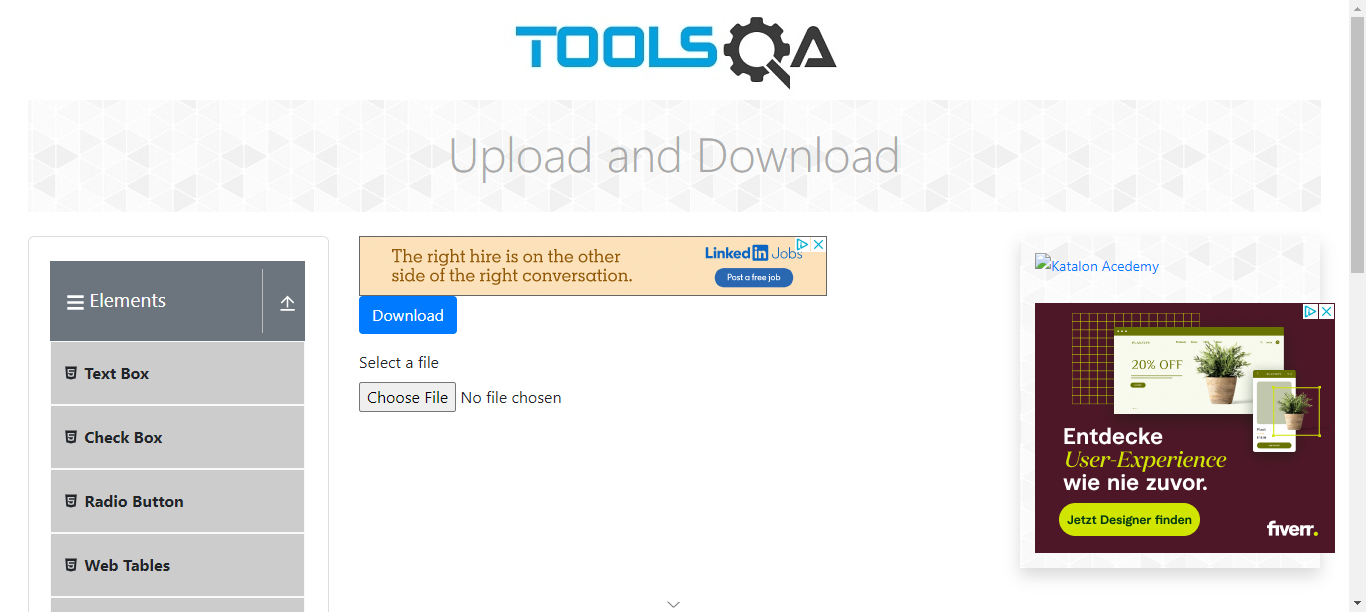 TOOLSQA
Upload and Download
Elements
Text Box
Check Box
Radio Button
Web Tables
The right hire is on the other
side of the right conversation.
Linked in Jobs
Post a free job
Download
Select a file
Choose File No file chosen
Katalon Acedemy
20% OFF
Entdecke
User-Experience
wie nie zuvor.
Jetzt Designer finden
fiverr.